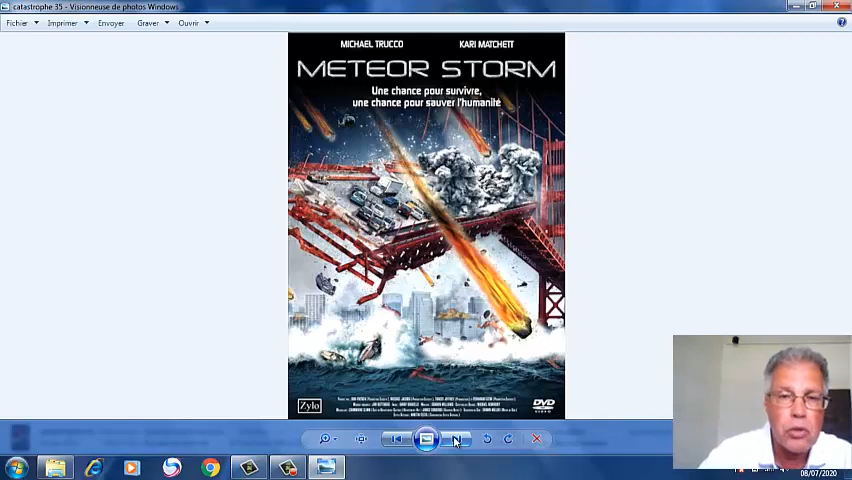 catastrophe 35 - Visionneuse de photos Windows
Fichier Imprimer Envoyer Graver Ouvrir
MICHAEL TRUCCO KARI MATCHETT
METEOR STORM
Une chance pour survivre,
une chance pour sauver l'humanité
Zylo
DVD
VIDEO
08/07/2020